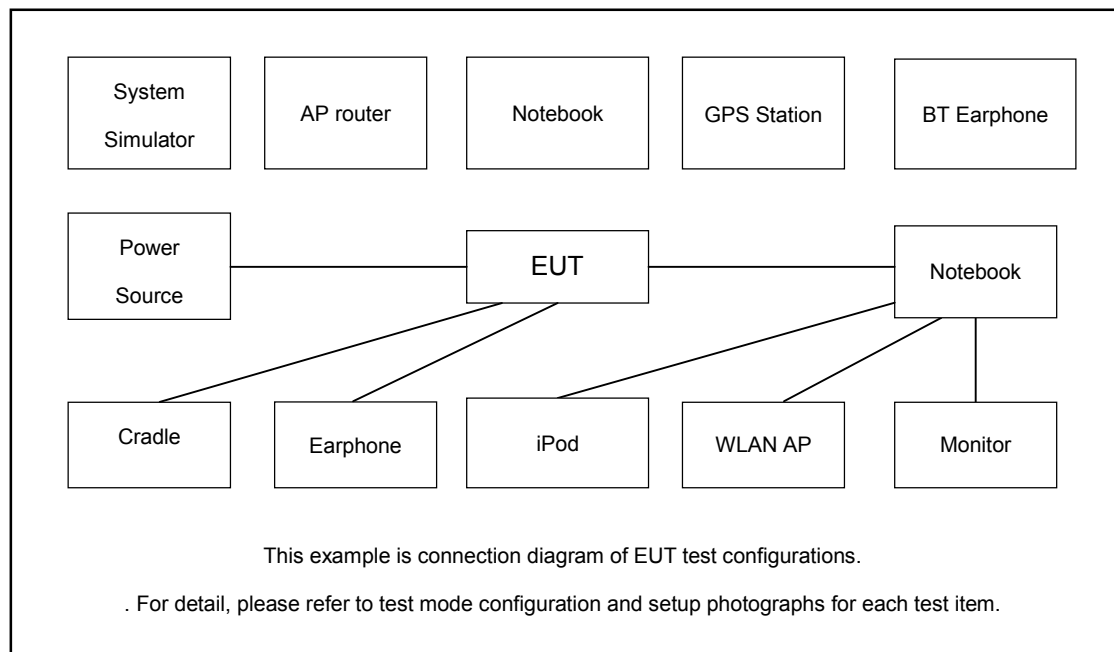 System
Simulator
AP router
Notebook
GPS Station
BT Earphone
Power
Source
EUT
Notebook
Cradle
Earphone
iPod
WLAN AP
Monitor
This example is connection diagram of EUT test configurations.
. For detail, please refer to test mode configuration and setup photographs for each test item.